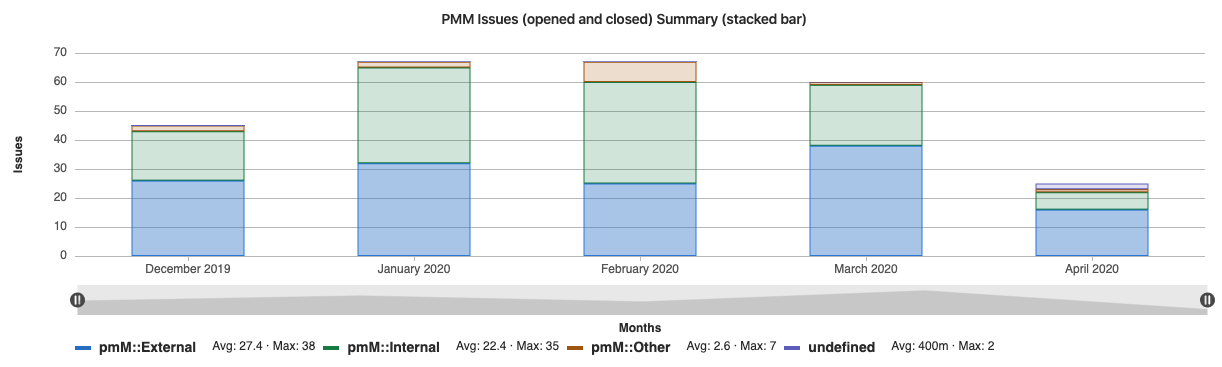 PMM Issues (opened and closed) Summary (stacked bar)
70
60
50
40
30
20
10
0
Issues
December 2019 January 2020 February 2020 March 2020 April 2020
Months
pmM::External Avg: 27.4 · Max: 38 pmM::Internal Avg: 22.4 · Max: 35 pmM::Other Avg: 2.6 · Max: 7 undefined Avg: 400m · Max: 2